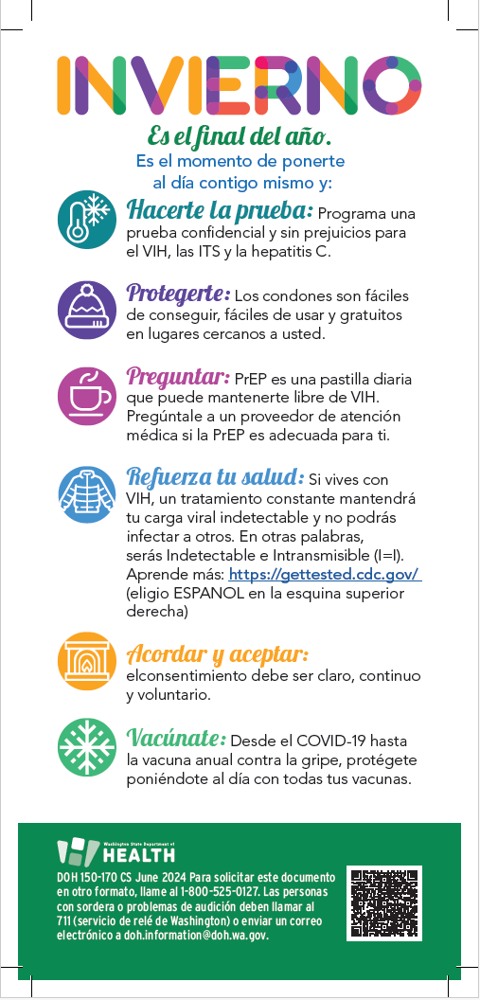 INVIERNO
Es el final del año.
Es el momento de ponerte
al día contigo mismo y:
Hacerte la prueba: Programa una
prueba confidencial y sin prejuicios para
el VIH, las ITS y la hepatitis C.
Protegerte: Los condones son fáciles
de conseguir, fáciles de usar y gratuitos
en lugares cercanos a usted.
Preguntar: PrEP es una pastilla diaria
que puede mantenerte libre de VIH.
Pregúntale a un proveedor de atención
médica si la PrEP es adecuada para ti.
Refuerza tu salud: Si vives con
VIH, un tratamiento constante mantendrá
tu carga viral indetectable y no podrás
infectar a otros. En otras palabras,
serás Indetectable e Intransmisible (I=I).
Aprende más: https://gettested.cdc.gov/
(eligio ESPANOL en la esquina superior
derecha)
Acordar y aceptar:
elconsentimiento debe ser claro, continuo
y voluntario.
Vacúnate: Desde el COVID-19 hasta
la vacuna anual contra la gripe, protégete
poniéndote al día con todas tus vacunas.
Washington State Department of
HEALTH
DOH 150-170 CS June 2024 Para solicitar este documento
en otro formato, llame al 1-800-525-0127. Las personas
con sordera o problemas de audición deben llamar al
711 (servicio de relé de Washington) o enviar un correo
electrónico a doh.information@doh.wa.gov.